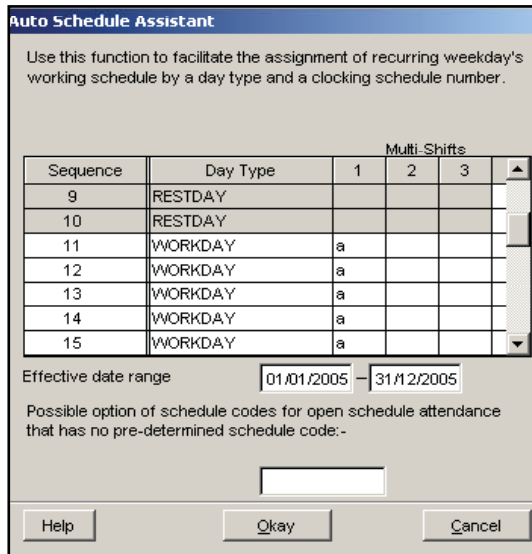 Auto Schedule Assistant
Use this function to facilitate the assignment of recurring weekday's
working schedule by a day type and a clocking schedule number.
Multi-Shifts
Sequence Day Type 1 2 3
9 RESTDAY
10 RESTDAY
11 WORKDAY a
12 WORKDAY a
13 WORKDAY a
14 WORKDAY a
15 WORKDAY a
Effective date range 01/01/2005 – 31/12/2005
Possible option of schedule codes for open schedule attendance
that has no pre-determined schedule code:-
Help Okay Cancel